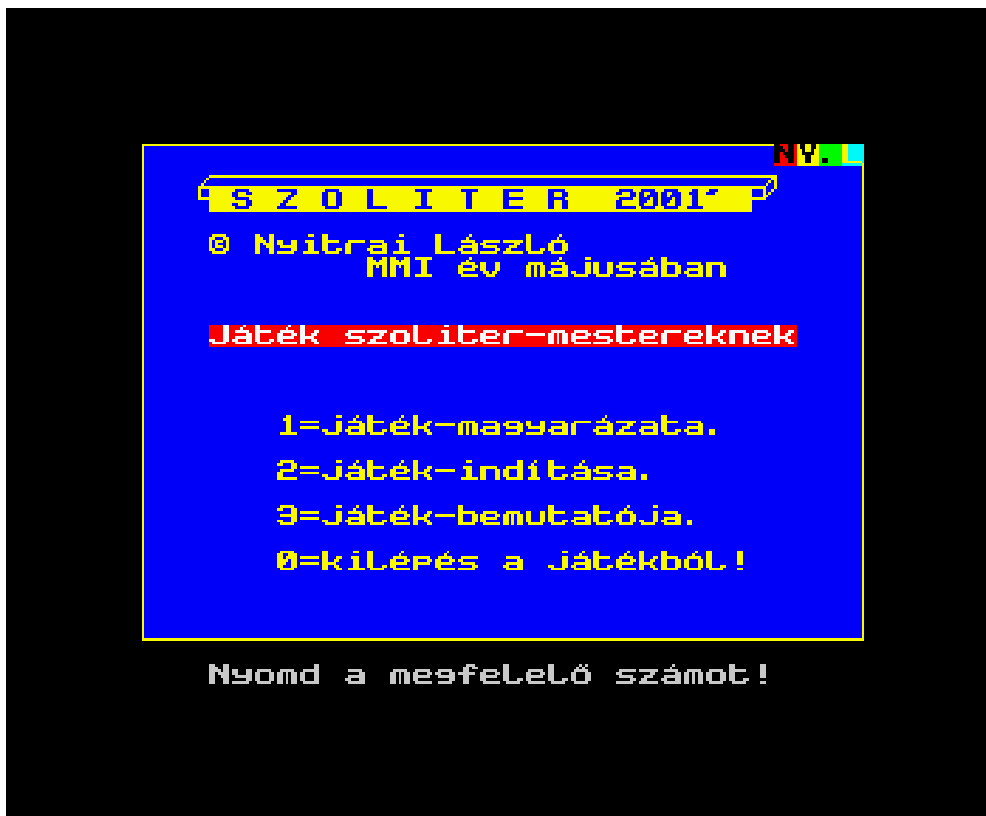 NY.L
S Z O L I T E R 2001'
© Nyitrai László
MMI év májusában
Játék szoliter-mestereknek
1=játék-magyarázata.
2=játék-indítása.
3=játék-bemutatója.
0=kilépés a játékból!
Nyomd a megfelelő számot!